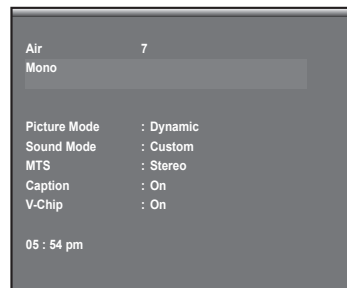 Air 7
Mono
Picture Mode : Dynamic
Sound Mode : Custom
MTS : Stereo
Caption : On
V-Chip : On
05 : 54 pm